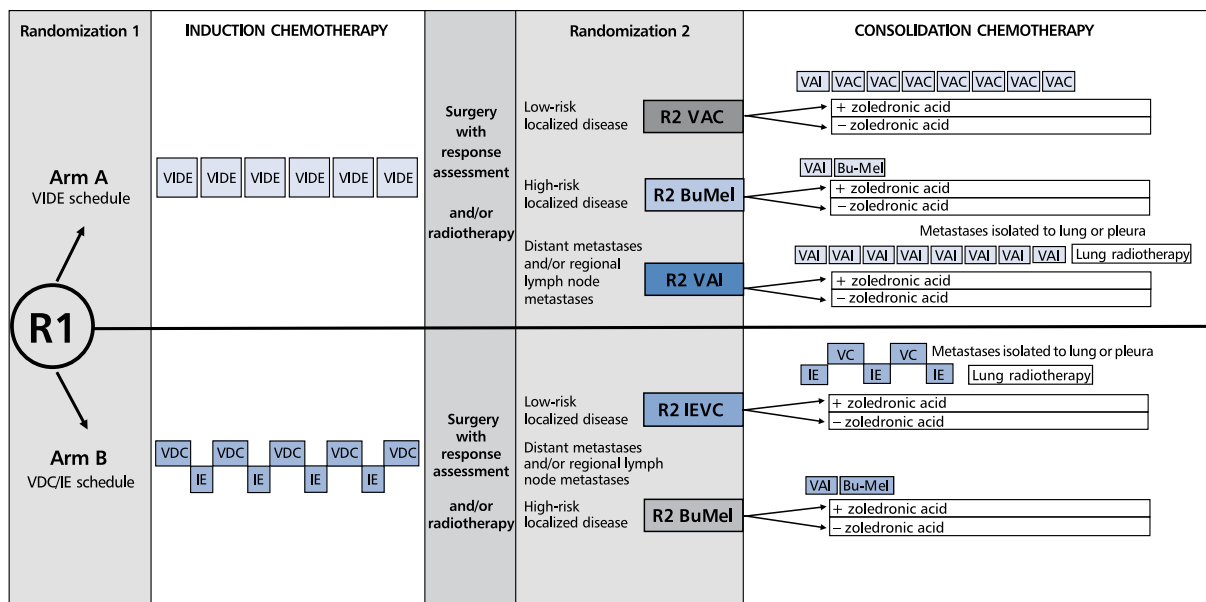 Randomization 1
INDUCTION CHEMOTHERAPY
Randomization 2
CONSOLIDATION CHEMOTHERAPY
R1
Arm A
VIDE schedule
VIDE VIDE VIDE VIDE VIDE VIDE
Surgery
with
response
assessment
and/or
radiotherapy
Low-risk
localized disease
R2 VAC
VAI VAC VAC VAC VAC VAC VAC VAC
+ zoledronic acid
– zoledronic acid
High-risk
localized disease
R2 BuMel
VAI Bu-Mel
+ zoledronic acid
– zoledronic acid
Distant metastases
and/or regional
lymph node
metastases
R2 VAI
Metastases isolated to lung or pleura
VAI VAI VAI VAI VAI VAI VAI VAI Lung radiotherapy
+ zoledronic acid
– zoledronic acid
Arm B
VDC/IE schedule
VDC VDC VDC VDC VDC
IE IE IE IE
Surgery
with
response
assessment
and/or
radiotherapy
Low-risk
localized disease
Distant metastases
and/or regional lymph
node metastases
R2 IEVC
VC VC Metastases isolated to lung or pleura
IE IE IE Lung radiotherapy
+ zoledronic acid
– zoledronic acid
High-risk
localized disease
R2 BuMel
VAI Bu-Mel
+ zoledronic acid
– zoledronic acid